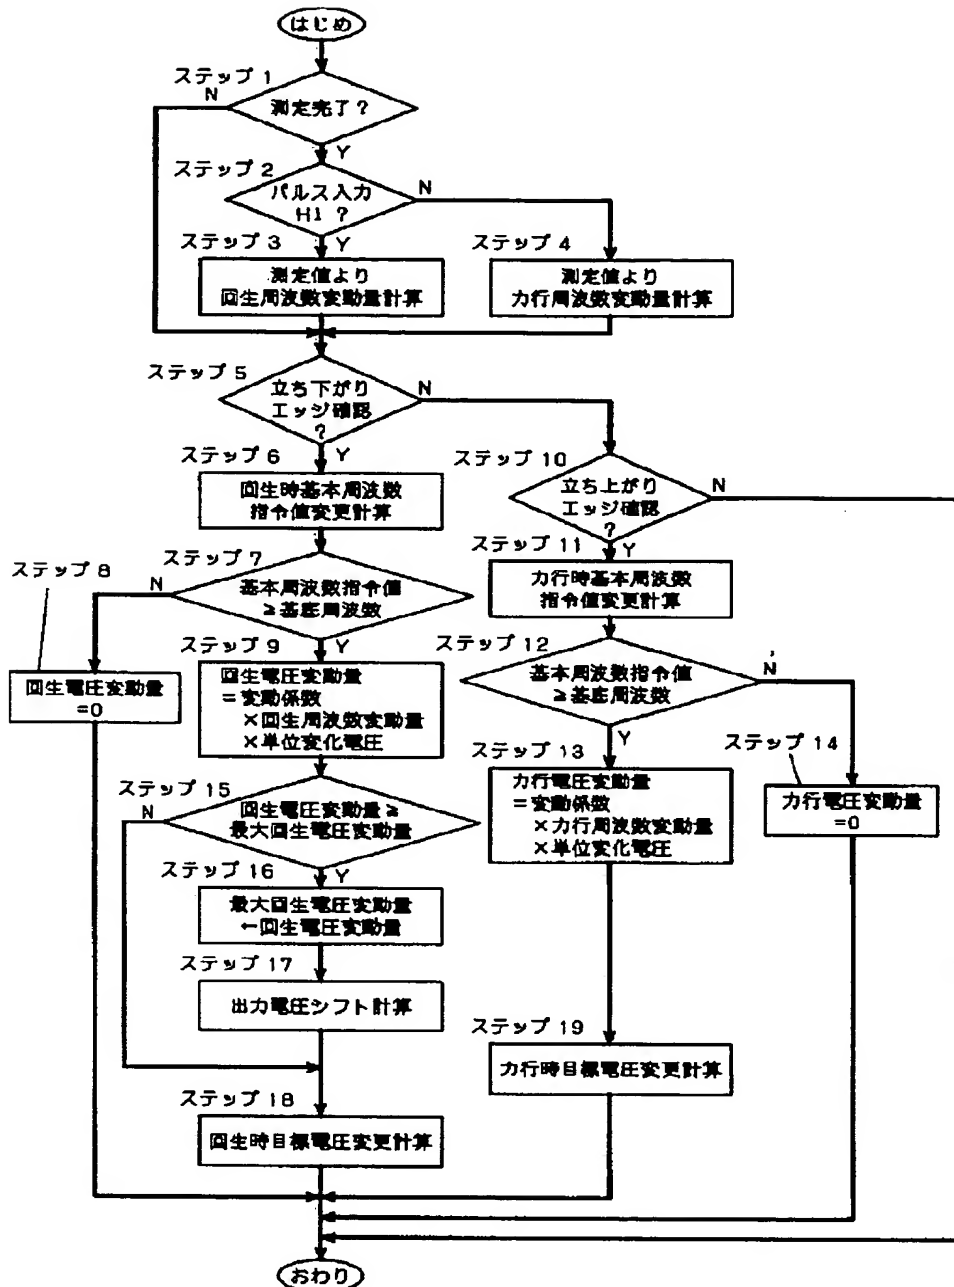 はじめ
ステップ 1
N
測定完了？
Y
ステップ 2
パルス入力
HI ？
N
Y
ステップ 3
測定値より
回生周波数変動量計算
ステップ 4
測定値より
力行周波数変動量計算
ステップ 5
立ち下がり
エッジ確認
？
N
Y
ステップ 6
回生時基本周波数
指令値変更計算
ステップ 10
立ち上がり
エッジ確認
？
N
Y
ステップ 7
N
基本周波数指令値
≧基底周波数
Y
ステップ 8
回生電圧変動量
=0
ステップ 9
回生電圧変動量
=変動係数
×回生周波数変動量
×単位変化電圧
ステップ 11
力行時基本周波数
指令値変更計算
ステップ 12
基本周波数指令値
≧基底周波数
N
Y
ステップ 13
力行電圧変動量
=変動係数
×力行周波数変動量
×単位変化電圧
ステップ 14
力行電圧変動量
=0
ステップ 15
N
回生電圧変動量≧
最大回生電圧変動量
Y
ステップ 16
最大回生電圧変動量
←回生電圧変動量
ステップ 17
出力電圧シフト計算
ステップ 18
回生時目標電圧変更計算
ステップ 19
力行時目標電圧変更計算
おわり